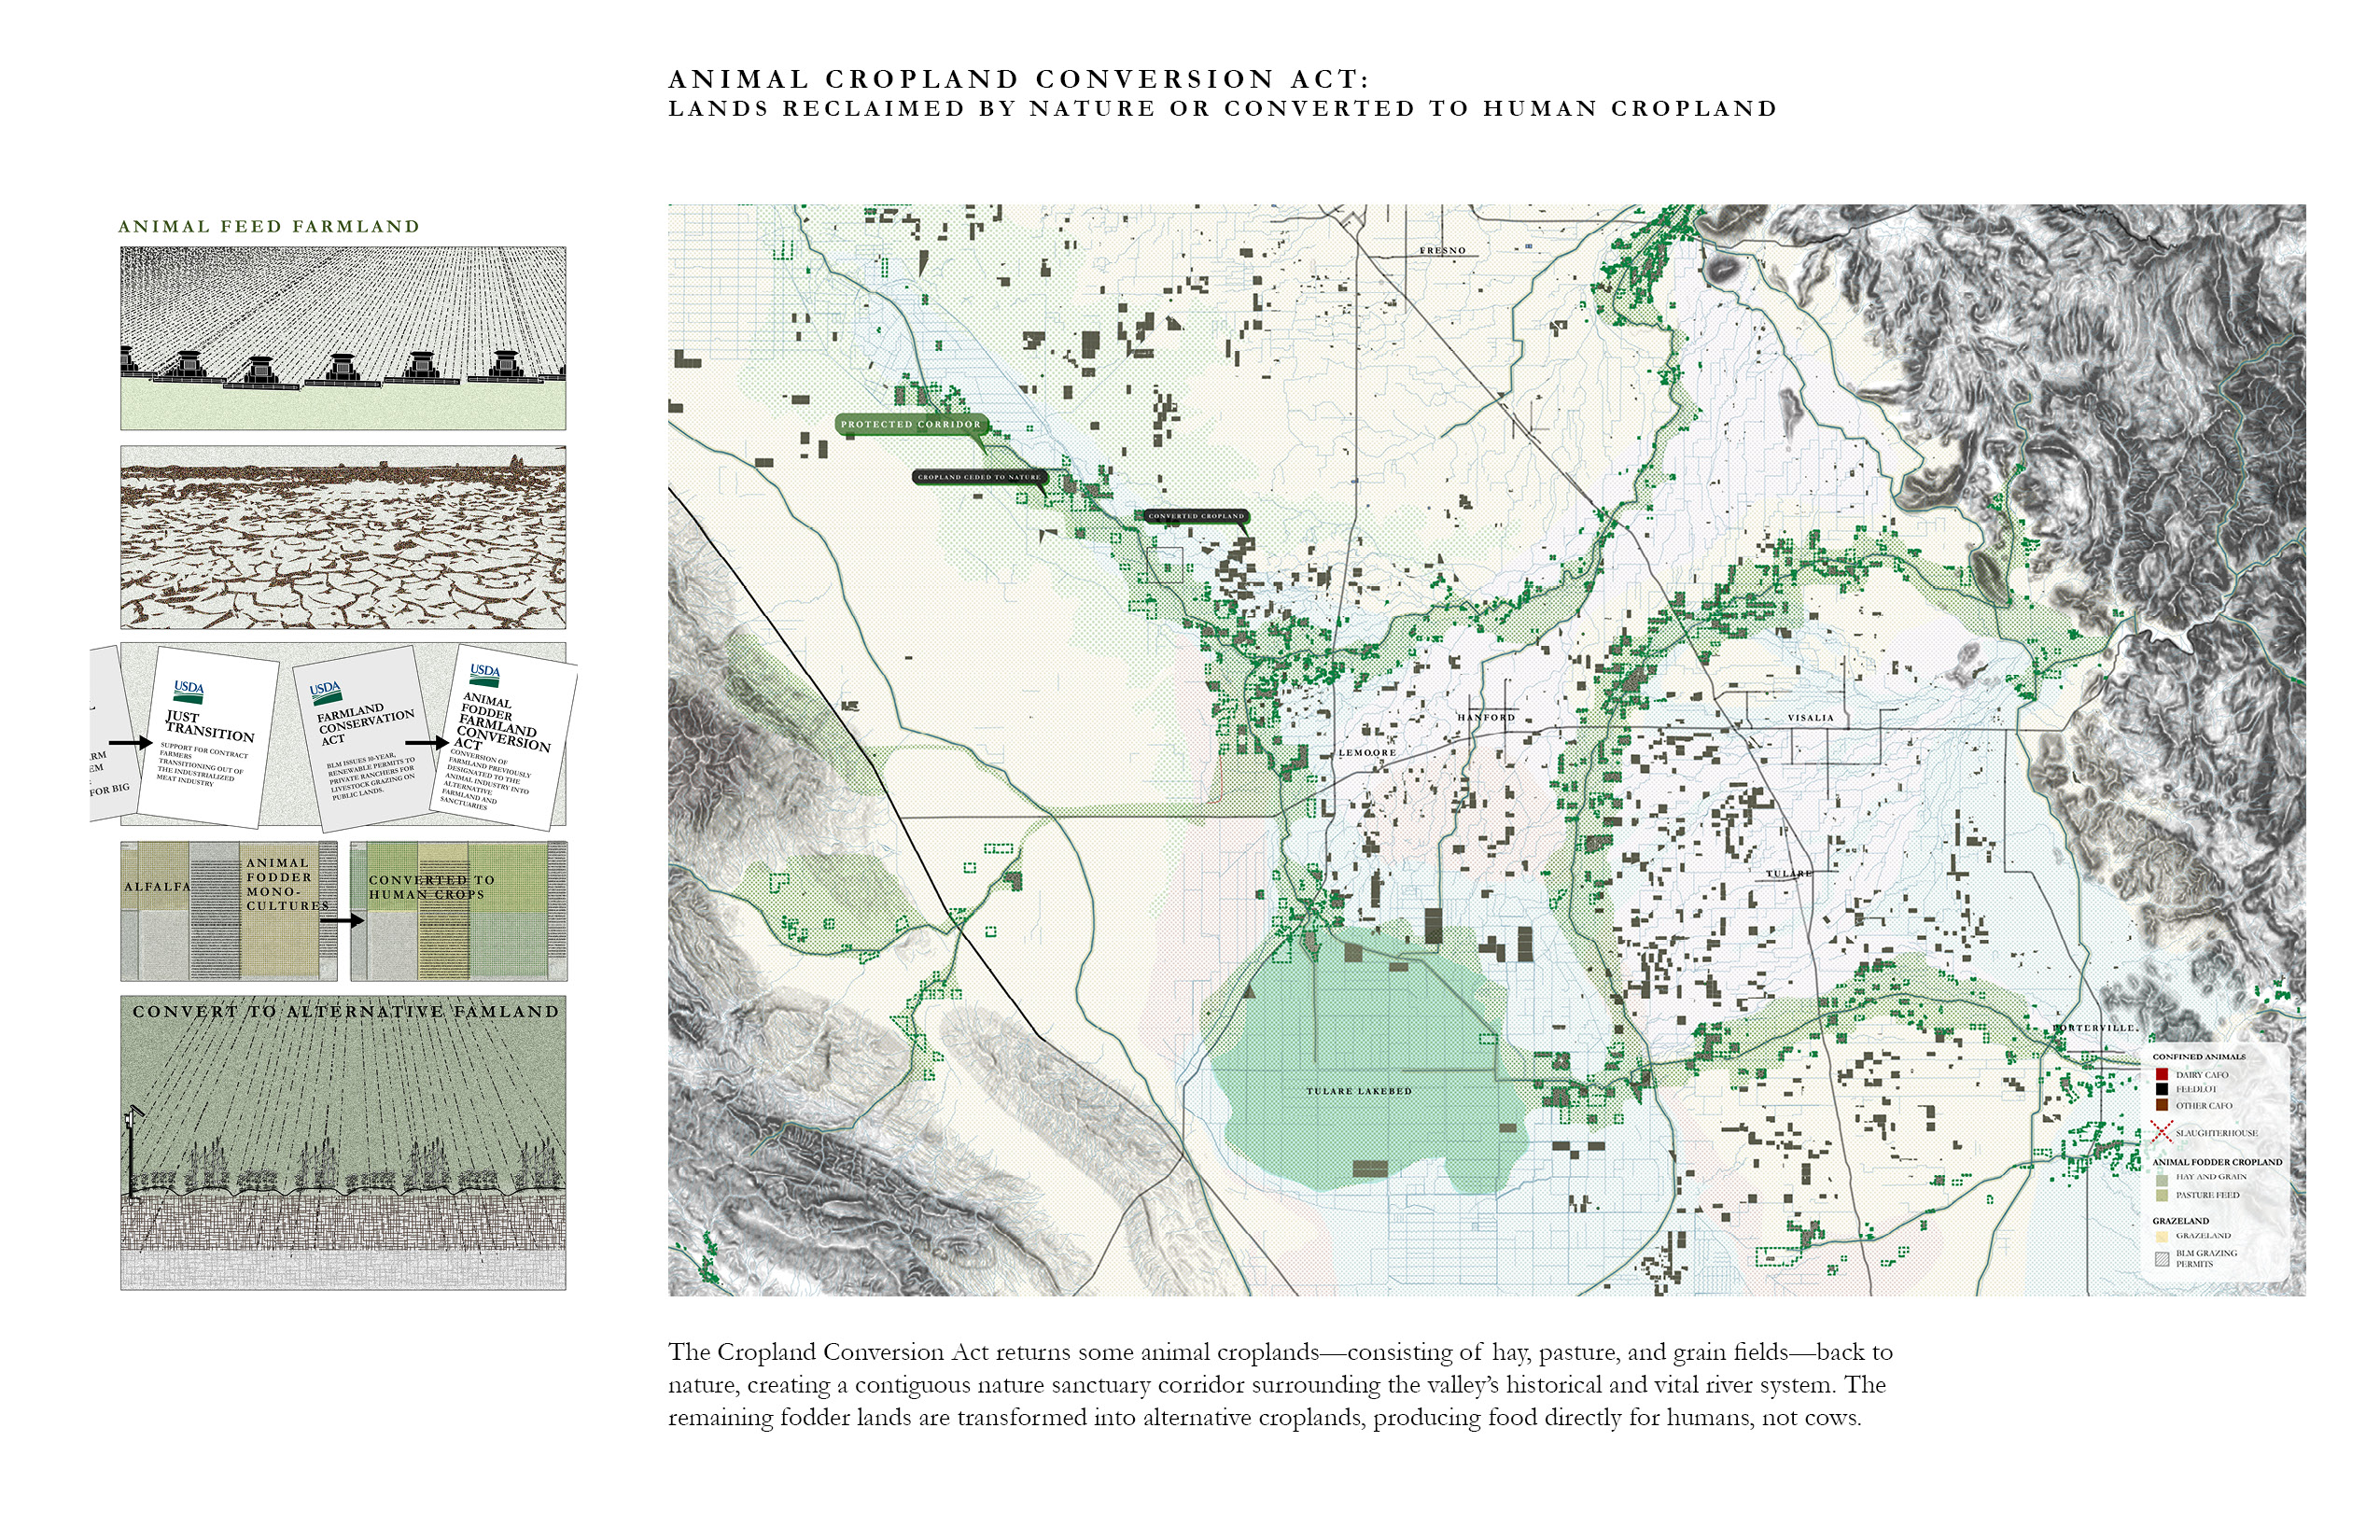 ANIMAL CROPLAND CONVERSION ACT:
LANDS RECLAIMED BY NATURE OR CONVERTED TO HUMAN CROPLAND
ANIMAL FEED FARMLAND
L
ARM
EM
FOR BIG
USDA
JUST
TRANSITION
SUPPORT FOR CONTRACT
FARMERS
TRANSITIONING OUT OF
THE INDUSTRIALIZED
MEAT INDUSTRY
USDA
FARMLAND
CONSERVATION
ACT
BLM ISSUES 10-YEAR,
RENEWABLE PERMITS TO
PRIVATE RANCHERS FOR
LIVESTOCK GRAZING ON
PUBLIC LANDS.
USDA
ANIMAL
FODDER
FARMLAND
CONVERSION
ACT
CONVERSION OF
FARMLAND PREVIOUSLY
DESIGNATED TO THE
ANIMAL INDUSTRY INTO
ALTERNATIVE
FARMLAND AND
SANCTUARIES
ALFALFA
ANIMAL
FODDER
MONO-
CULTURES
CONVERTED TO
HUMAN CROPS
CONVERT TO ALTERNATIVE FAMLAND
FRESNO
PROTECTED CORRIDOR
CROPLAND CEDED TO NATURE
CONVERTED CROPLAND
HANFORD
VISALIA
LEMOORE
TULARE
PORTERVILLE
TULARE LAKEBED
CONFINED ANIMALS
DAIRY CAFO
FEEDLOT
OTHER CAFO
SLAUGHTERHOUSE
ANIMAL FODDER CROPLAND
HAY AND GRAIN
PASTURE FEED
GRAZELAND
GRAZELAND
BLM GRAZING
PERMITS
The Cropland Conversion Act returns some animal croplands—consisting of hay, pasture, and grain fields—back to
nature, creating a contiguous nature sanctuary corridor surrounding the valley's historical and vital river system. The
remaining fodder lands are transformed into alternative croplands, producing food directly for humans, not cows.